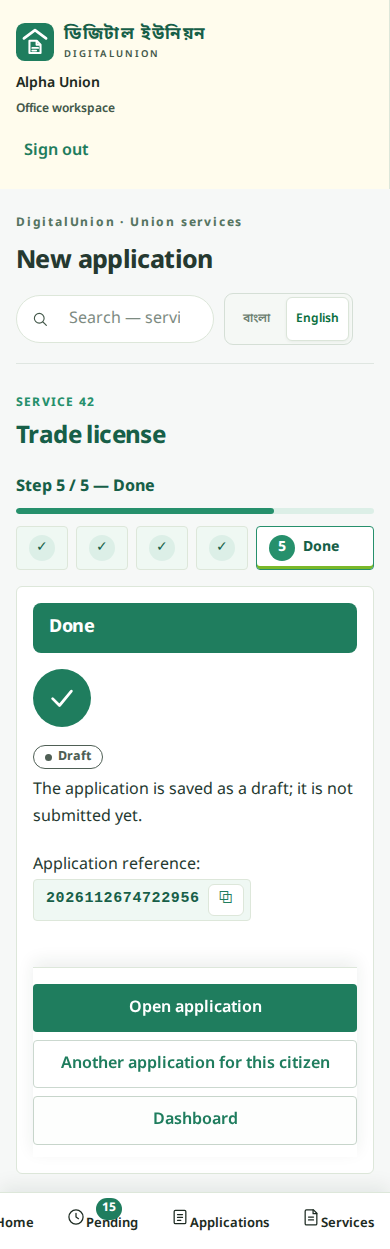 ডিজিটাল ইউনিয়ন
DIGITALUNION
Alpha Union
Office workspace
Sign out
DigitalUnion · Union services
New application
Search — servi
বাংলা English
SERVICE 42
Trade license
Step 5 / 5 — Done
✓ ✓ ✓ ✓ 5 Done
Done
Draft
The application is saved as a draft; it is not
submitted yet.
Application reference:
2026112674722956
Open application
Another application for this citizen
Dashboard
15
Home Pending Applications Services